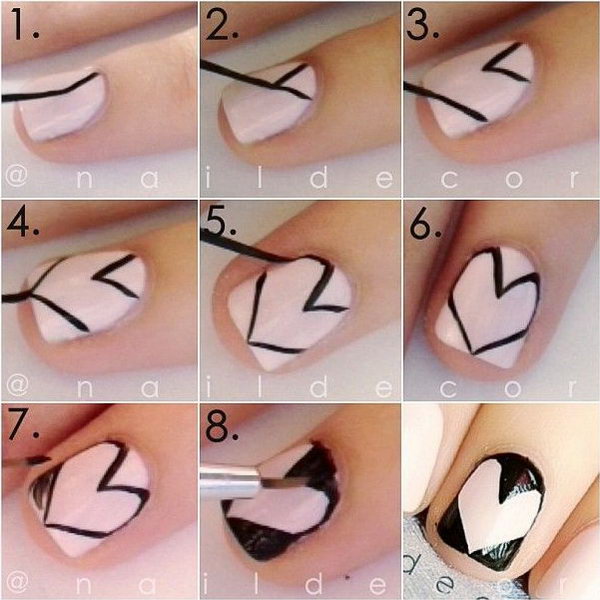 1. 2. 3.
@ n a i l d e c o r
4. 5. 6.
@ n a i l d e c o r
7. 8.
@ n a i l d e c o r
d e